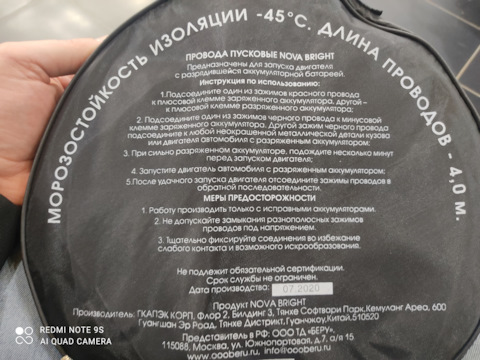 МОРОЗОСТОЙКОСТЬ ИЗОЛЯЦИИ -45°С. ДЛИНА ПРОВОДОВ - 4,0 м.
ПРОВОДА ПУСКОВЫЕ NOVA BRIGHT
Предназначены для запуска двигателя
с разрядившейся аккумуляторной батареей.
Инструкция по использованию:
1.Подсоедините один из зажимов красного провода
к плюсовой клемме заряженного аккумулятора, другой –
к плюсовой клемме разряженного аккумулятора.
2. Подсоедините один из зажимов черного провода к минусовой
клемме заряженного аккумулятора. Другой зажим черного провода
подсоедините к любой неокрашенной металлической детали кузова
или двигателя автомобиля с разряженным аккумулятором;
3. При сильно разряженном аккумуляторе, подождите несколько минут
перед запуском двигателя;
4. Запустите двигатель автомобиля с разряженным аккумулятором;
5.После удачного запуска двигателя отсоедините зажимы проводов в
обратной последовательности.
МЕРЫ ПРЕДОСТОРОЖНОСТИ
1. Работу производить только с исправными аккумуляторами.
2. Не допускайте замыкания разнополюсных зажимов
проводов под напряжением.
3. Тщательно фиксируйте соединения во избежание
слабого контакта и возможного искрообразования.
Не подлежит обязательной сертификации.
Срок службы не ограничен.
Дата производства: 07.2020
Продукт NOVA BRIGHT
Производитель: ГКАПЭК КОРП, Флор 2, Билдинг 3, Тянхе Софтвари Парк,Кемуланг Ареа, 600
Гуангшан Эр Роад, Тянхе Дистрикт,Гуанчжоу,Китай,510520
Представитель в РФ: ООО ТД «БЕРУ»
115088, Москва, ул. Южнопортовая, д.7 а/я
info@oooberu.ru
www.oooberu.ru
REDMI NOTE 9S
AI QUAD CAMERA